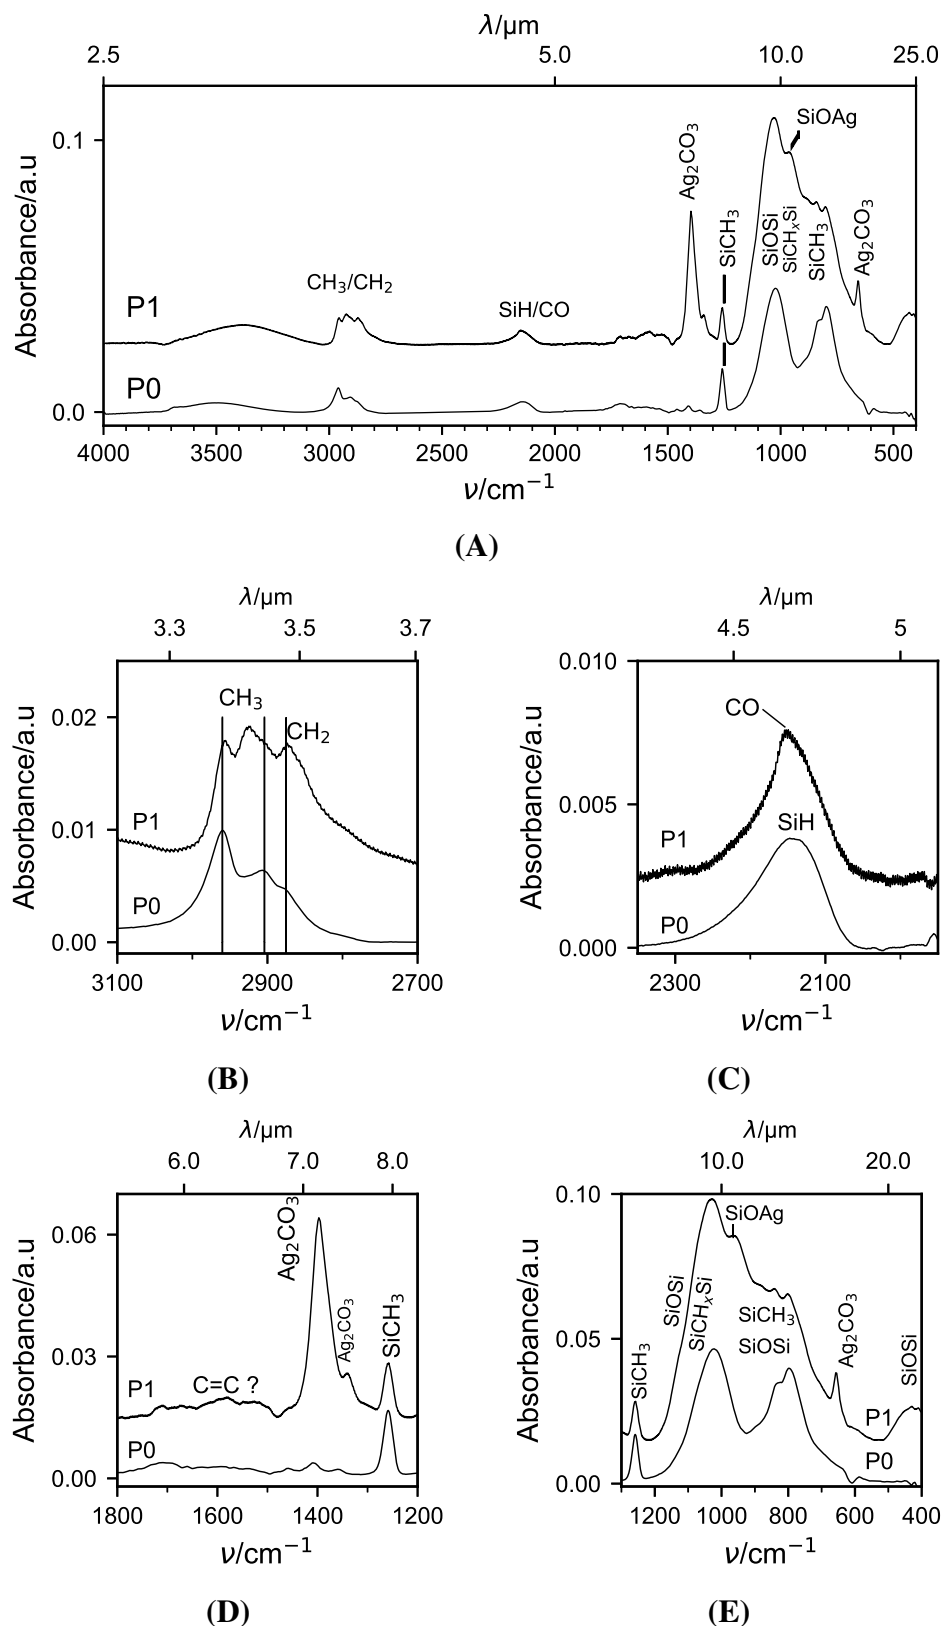 λ/μm
2.5 5.0 10.0 25.0
Absorbance/a.u
0.1
0.0
P1
P0
CH₃/CH₂
SiH/CO
Ag₂CO₃
SiCH₃
SiOAg
SiOSi
SiCHₓSi
SiCH₃
Ag₂CO₃
4000 3500 3000 2500 2000 1500 1000 500
ν/cm⁻¹
(A)
λ/μm
3.3 3.5 3.7
Absorbance/a.u
0.02
0.01
0.00
CH₃
CH₂
P1
P0
3100 2900 2700
ν/cm⁻¹
(B)
λ/μm
4.5 5
Absorbance/a.u
0.010
0.005
0.000
CO
SiH
P1
P0
2300 2100
ν/cm⁻¹
(C)
λ/μm
6.0 7.0 8.0
Absorbance/a.u
0.06
0.03
0.00
Ag₂CO₃
Ag₂CO₃
SiCH₃
C=C ?
P1
P0
1800 1600 1400 1200
ν/cm⁻¹
(D)
λ/μm
10.0 20.0
Absorbance/a.u
0.10
0.05
0.00
SiOAg
SiCH₃
SiOSi
SiCHₓSi
SiCH₃
SiOSi
Ag₂CO₃
SiOSi
P1
P0
1200 1000 800 600 400
ν/cm⁻¹
(E)